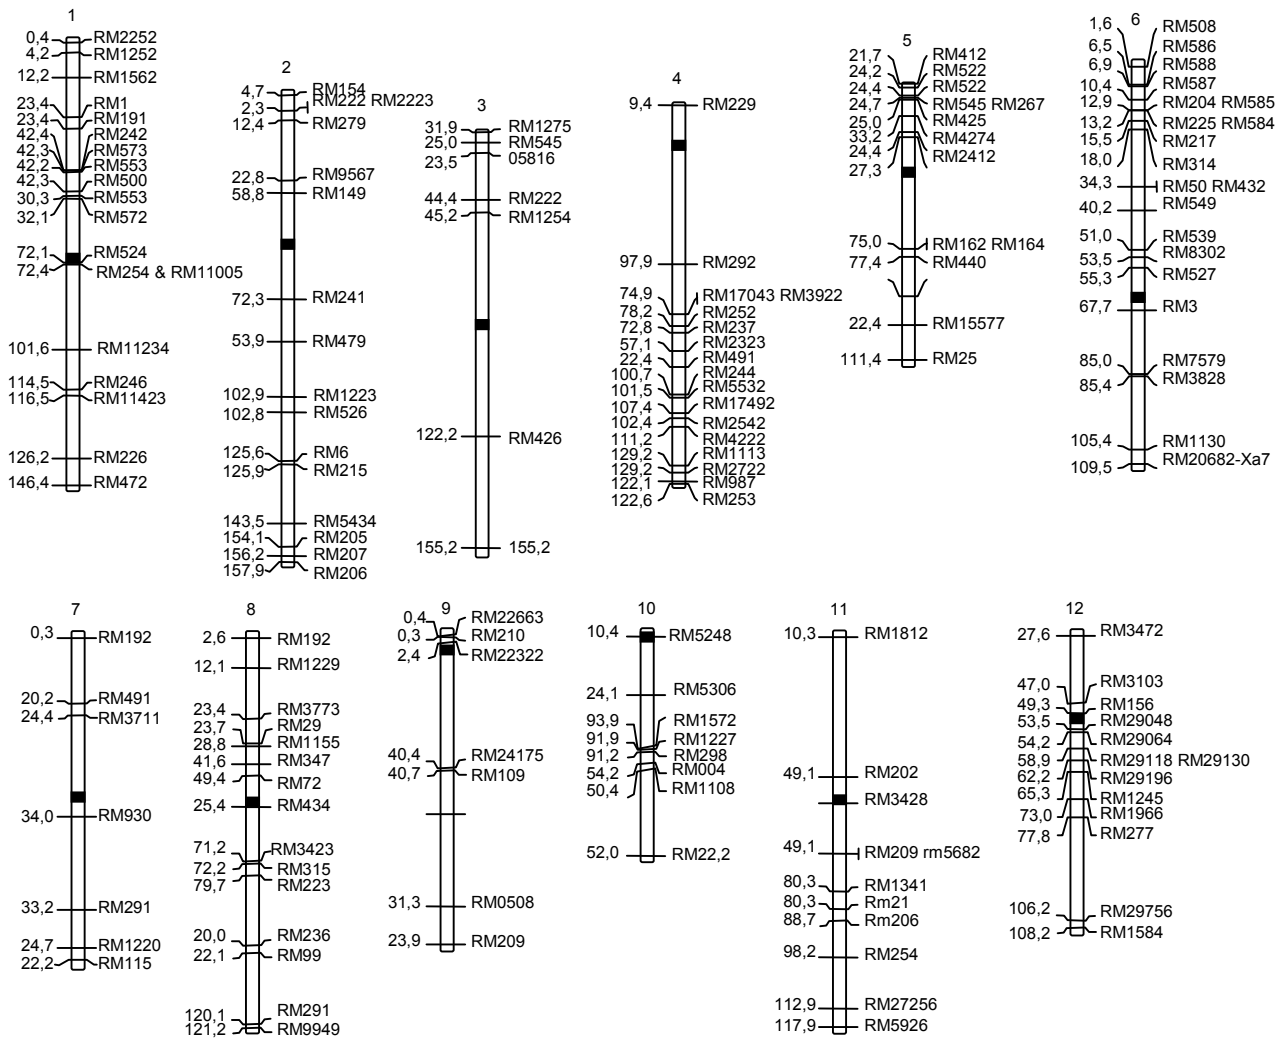 1
0,4 RM2252
4,2 RM1252
12,2 RM1562
23,4 RM1
23,4 RM191
42,4 RM242
42,3 RM573
42,2 RM553
42,3 RM500
30,3 RM553
32,1 RM572
72,1 RM524
72,4 RM254 & RM11005
101,6 RM11234
114,5 RM246
116,5 RM11423
126,2 RM226
146,4 RM472
2
4,7 RM154
2,3 RM222 RM2223
12,4 RM279
22,8 RM9567
58,8 RM149
72,3 RM241
53,9 RM479
102,9 RM1223
102,8 RM526
125,6 RM6
125,9 RM215
143,5 RM5434
154,1 RM205
156,2 RM207
157,9 RM206
3
31,9 RM1275
25,0 RM545
23,5 05816
44,4 RM222
45,2 RM1254
122,2 RM426
155,2 155,2
4
9,4 RM229
97,9 RM292
74,9 RM17043 RM3922
78,2 RM252
72,8 RM237
57,1 RM2323
22,4 RM491
100,7 RM244
101,5 RM5532
107,4 RM17492
102,4 RM2542
111,2 RM4222
129,2 RM1113
129,2 RM2722
122,1 RM987
122,6 RM253
5
21,7 RM412
24,2 RM522
24,4 RM522
24,7 RM545 RM267
25,0 RM425
33,2 RM4274
24,4 RM2412
27,3
75,0 RM162 RM164
77,4 RM440
22,4 RM15577
111,4 RM25
6
1,6 RM508
6,5 RM586
6,9 RM588
10,4 RM587
12,9 RM204 RM585
13,2 RM225 RM584
15,5 RM217
18,0 RM314
34,3 RM50 RM432
40,2 RM549
51,0 RM539
53,5 RM8302
55,3 RM527
67,7 RM3
85,0 RM7579
85,4 RM3828
105,4 RM1130
109,5 RM20682-Xa7
7
0,3 RM192
20,2 RM491
24,4 RM3711
34,0 RM930
33,2 RM291
24,7 RM1220
22,2 RM115
8
2,6 RM192
12,1 RM1229
23,4 RM3773
23,7 RM29
28,8 RM1155
41,6 RM347
49,4 RM72
25,4 RM434
71,2 RM3423
72,2 RM315
79,7 RM223
20,0 RM236
22,1 RM99
120,1 RM291
121,2 RM9949
9
0,4 RM22663
0,3 RM210
2,4 RM22322
40,4 RM24175
40,7 RM109
31,3 RM0508
23,9 RM209
10
10,4 RM5248
24,1 RM5306
93,9 RM1572
91,9 RM1227
91,2 RM298
54,2 RM004
50,4 RM1108
52,0 RM22,2
11
10,3 RM1812
49,1 RM202
RM3428
49,1 RM209 rm5682
80,3 RM1341
80,3 Rm21
88,7 Rm206
98,2 RM254
112,9 RM27256
117,9 RM5926
12
27,6 RM3472
47,0 RM3103
49,3 RM156
53,5 RM29048
54,2 RM29064
58,9 RM29118 RM29130
62,2 RM29196
65,3 RM1245
73,0 RM1966
77,8 RM277
106,2 RM29756
108,2 RM1584